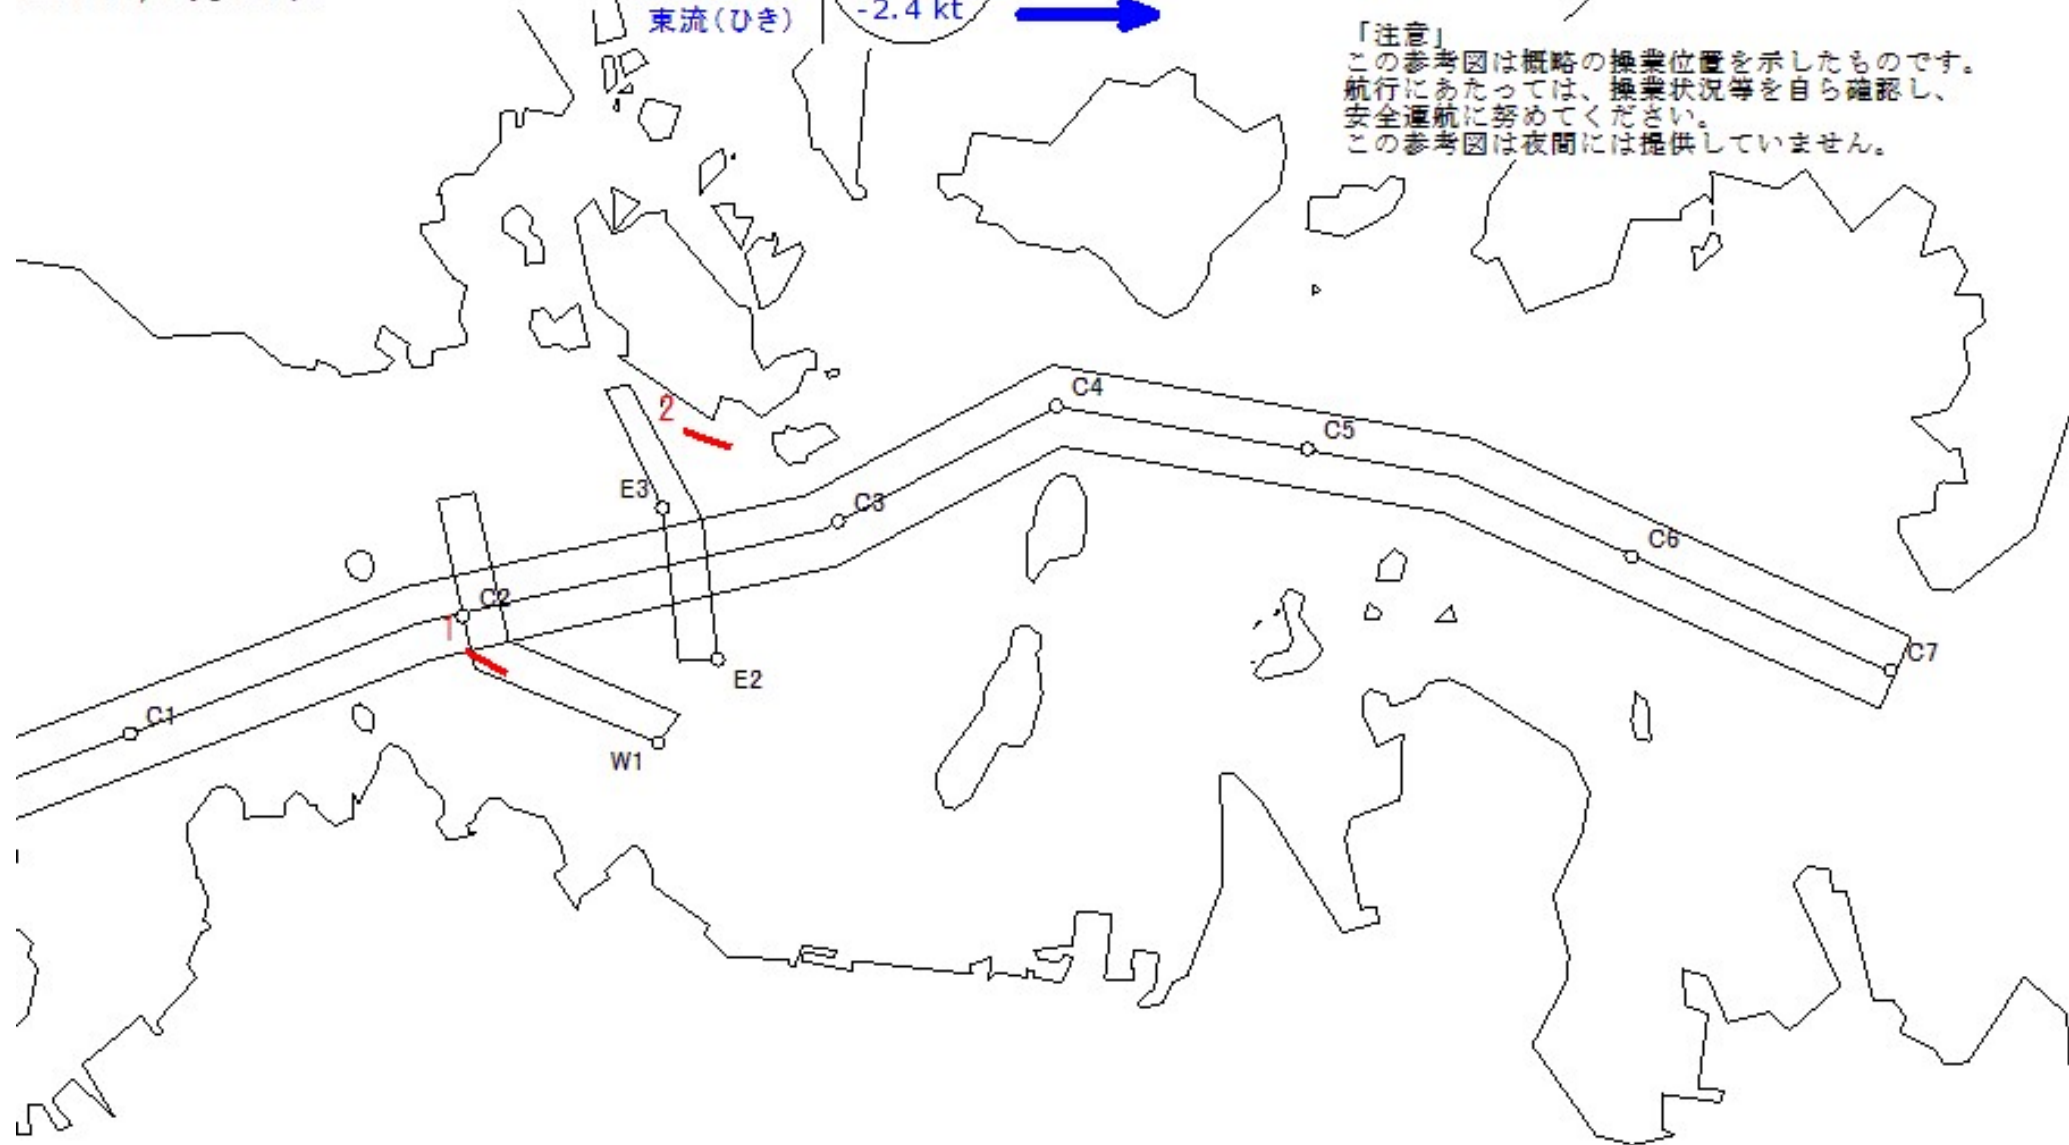 -2.4 kt
東流(ひき)
「注意」
この参考図は概略の操業位置を示したものです。
航行にあたっては、操業状況等を自ら確認し、
安全運航に努めてください。
この参考図は夜間には提供していません。
C4
2
C5
E3
C3
C6
C2
1
C7
E2
C1
W1